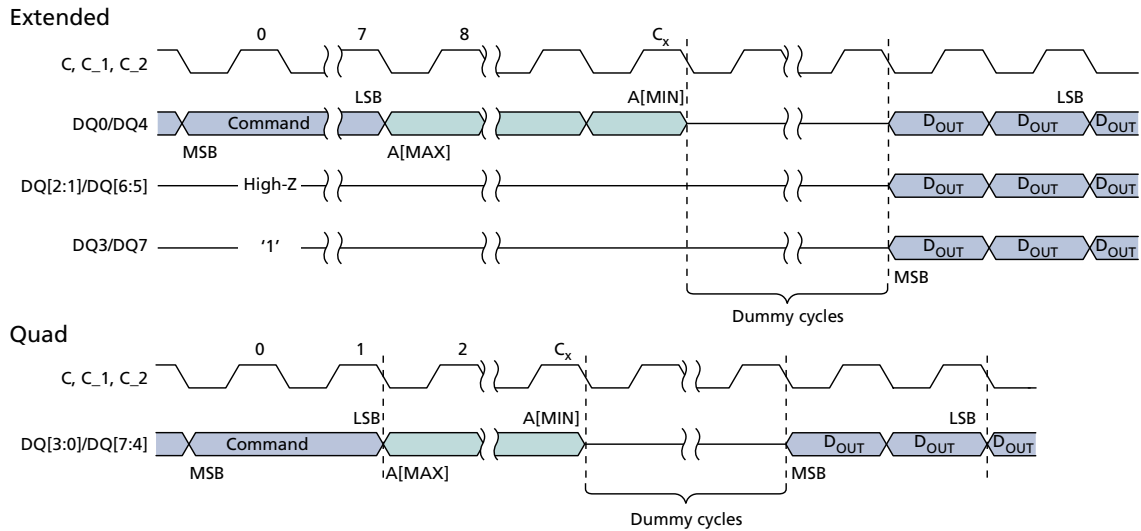 Extended
0 7 8 Cx
C, C_1, C_2
LSB A[MIN] LSB
DQ0/DQ4 Command DOUT DOUT DOUT
MSB A[MAX]
DQ[2:1]/DQ[6:5] High-Z DOUT DOUT DOUT
DQ3/DQ7 '1' DOUT DOUT DOUT
MSB
Dummy cycles
Quad
0 1 2 Cx
C, C_1, C_2
LSB A[MIN] LSB
DQ[3:0]/DQ[7:4] Command DOUT DOUT DOUT
MSB A[MAX] MSB
Dummy cycles